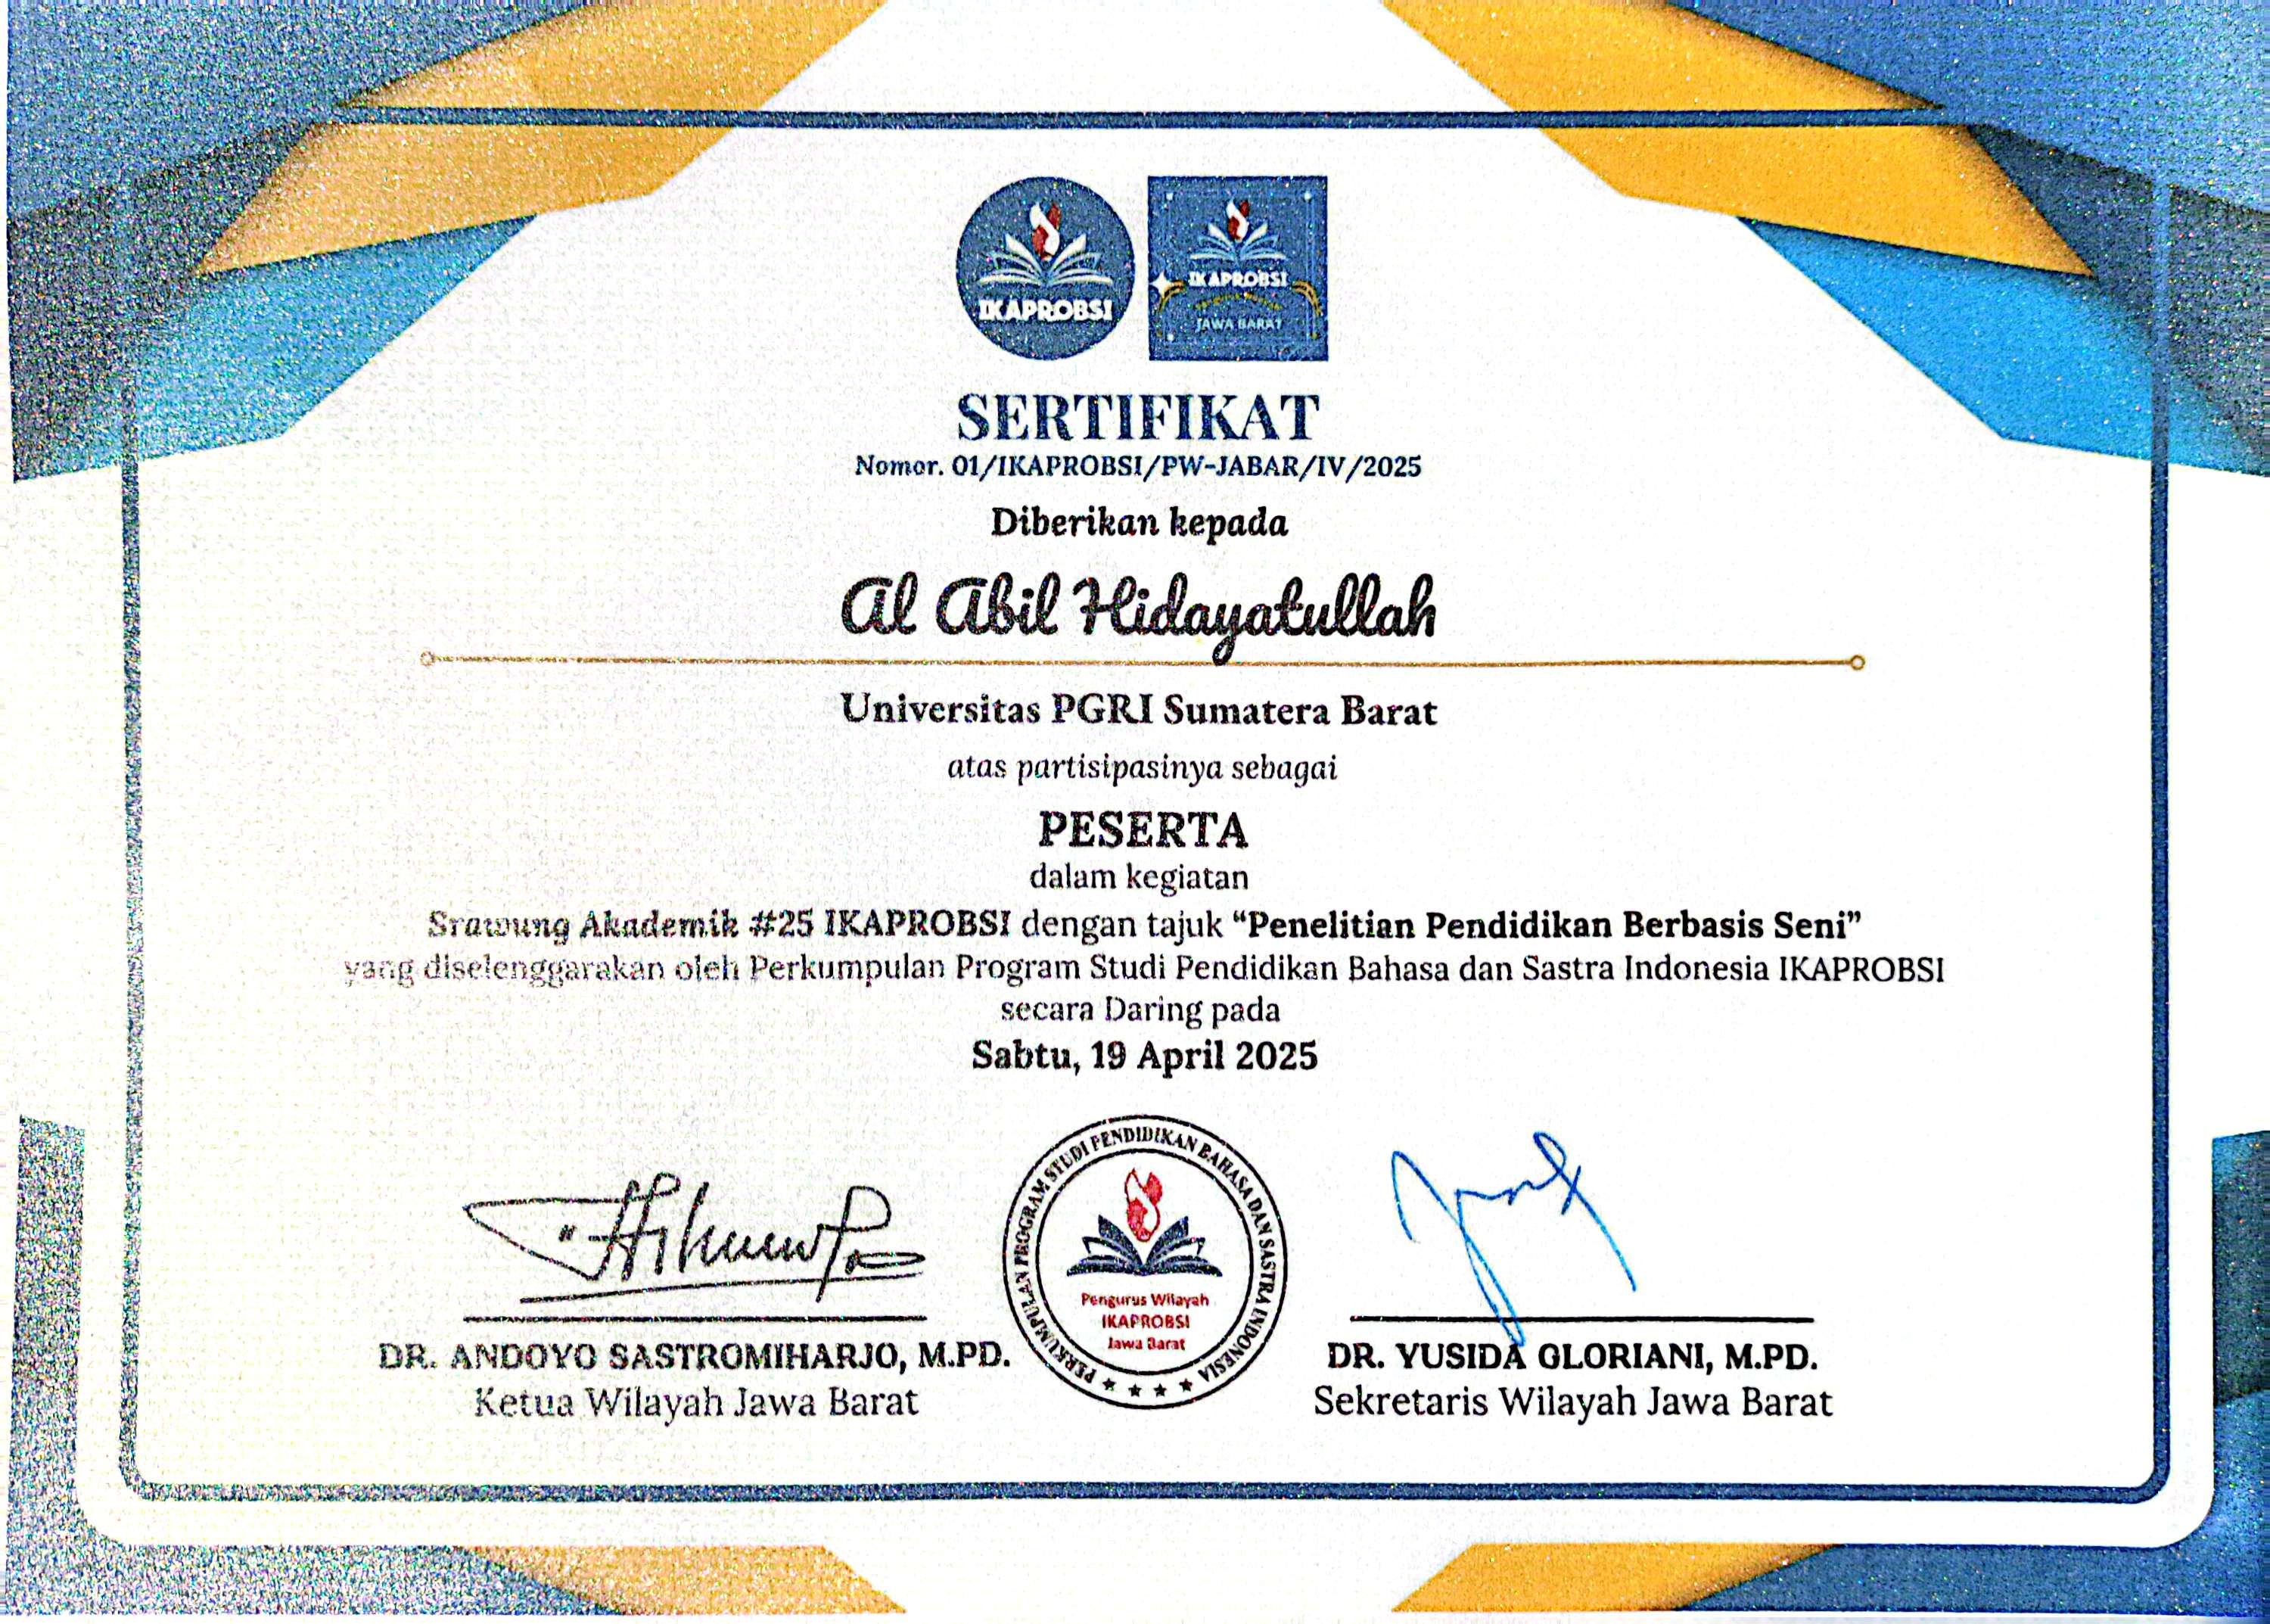 IKAPROBSI
IKAPROBSI
JAWA BARAT
SERTIFIKAT
Nomor. 01/IKAPROBSI/PW-JABAR/IV/2025
Diberikan kepada
Al Abil Hidayatullah
Universitas PGRI Sumatera Barat
atas partisipasinya sebagai
PESERTA
dalam kegiatan
Srawung Akademik #25 IKAPROBSI dengan tajuk “Penelitian Pendidikan Berbasis Seni”
yang diselenggarakan oleh Perkumpulan Program Studi Pendidikan Bahasa dan Sastra Indonesia IKAPROBSI
secara Daring pada
Sabtu, 19 April 2025
PERKUMPULAN PROGRAM STUDI PENDIDIKAN BAHASA DAN SASTRA INDONESIA
Pengurus Wilayah
IKAPROBSI
Jawa Barat
DR. ANDOYO SASTROMIHARJO, M.PD.
Ketua Wilayah Jawa Barat
DR. YUSIDA GLORIANI, M.PD.
Sekretaris Wilayah Jawa Barat